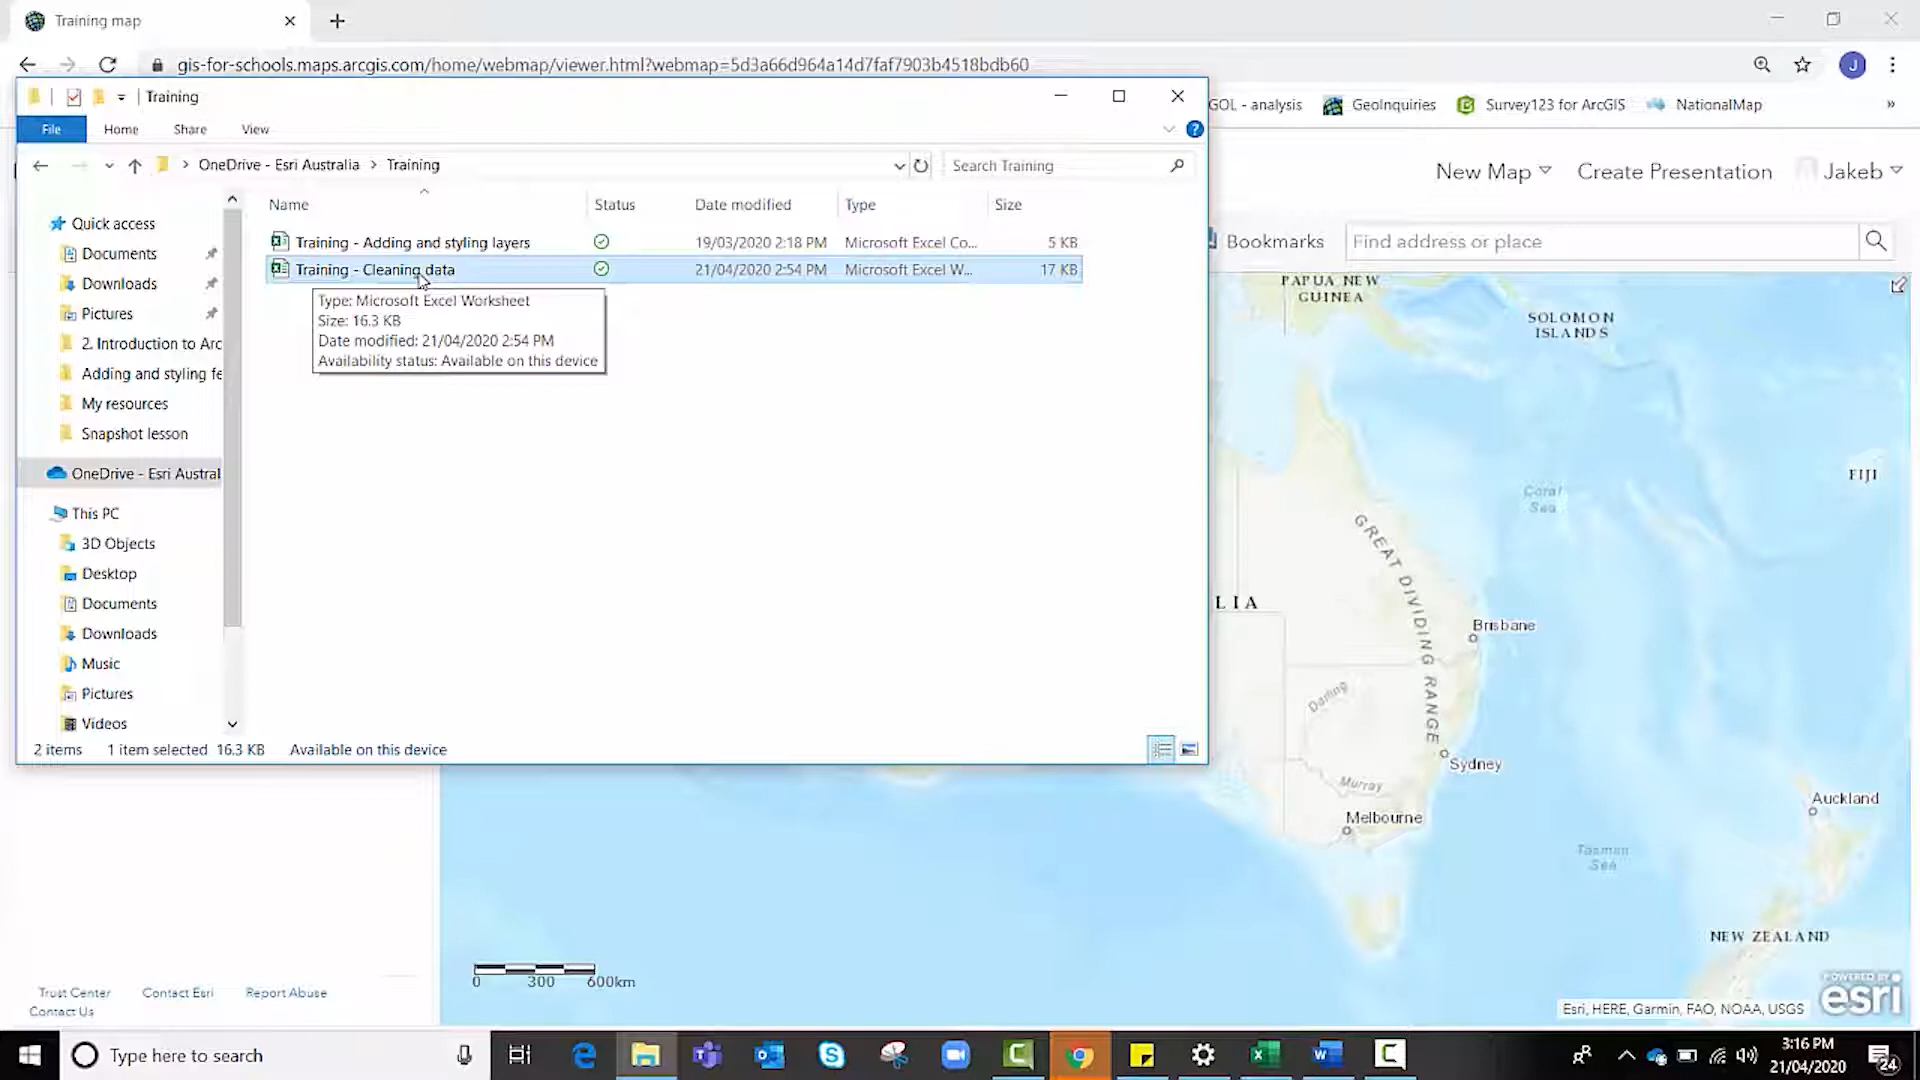 Training map
gis-for-schools.maps.arcgis.com/home/webmap/viewer.html?webmap=5d3a66d964a14d7faf7903b4518bdb60
J
Training
GOL - analysis
GeoInquiries
Survey123 for ArcGIS
NationalMap
»
File
Home
Share
View
OneDrive - Esri Australia > Training
Search Training
New Map
Create Presentation
Jakeb
Bookmarks
Find address or place
Name
Status
Date modified
Type
Size
Training - Adding and styling layers
19/03/2020 2:18 PM
Microsoft Excel Co...
5 KB
Training - Cleaning data
21/04/2020 2:54 PM
Microsoft Excel W...
17 KB
Type: Microsoft Excel Worksheet
Size: 16.3 KB
Date modified: 21/04/2020 2:54 PM
Availability status: Available on this device
Quick access
Documents
Downloads
Pictures
2. Introduction to Arc
Adding and styling fe
My resources
Snapshot lesson
OneDrive - Esri Austral
This PC
3D Objects
Desktop
Documents
Downloads
Music
Pictures
Videos
2 items
1 item selected 16.3 KB
Available on this device
PAPUA NEW
GUINEA
SOLOMON
ISLANDS
FIJI
Coral
Sea
GREAT DIVIDING RANGE
LIA
Brisbane
Darling
Sydney
Murray
Melbourne
Auckland
Tasman
Sea
NEW ZEALAND
0 300 600km
POWERED BY
esri
Esri, HERE, Garmin, FAO, NOAA, USGS
Trust Center
Contact Esri
Report Abuse
Contact Us
Type here to search
3:16 PM
21/04/2020
24